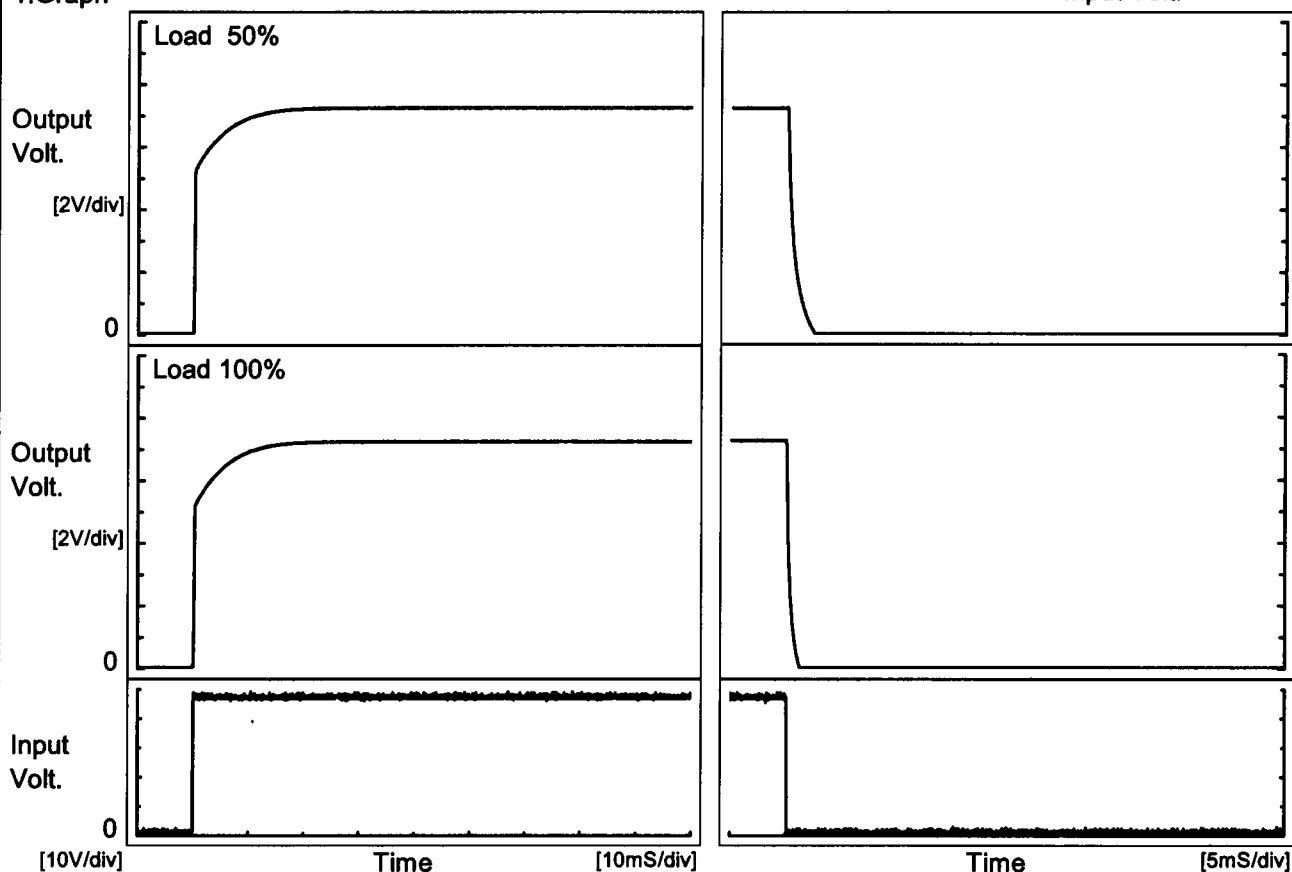 Load 50%
Output
Volt.
[2V/div]
0
Load 100%
Output
Volt.
[2V/div]
0
Input
Volt.
0
[10V/div]
Time
[10mS/div]
Time
[5mS/div]